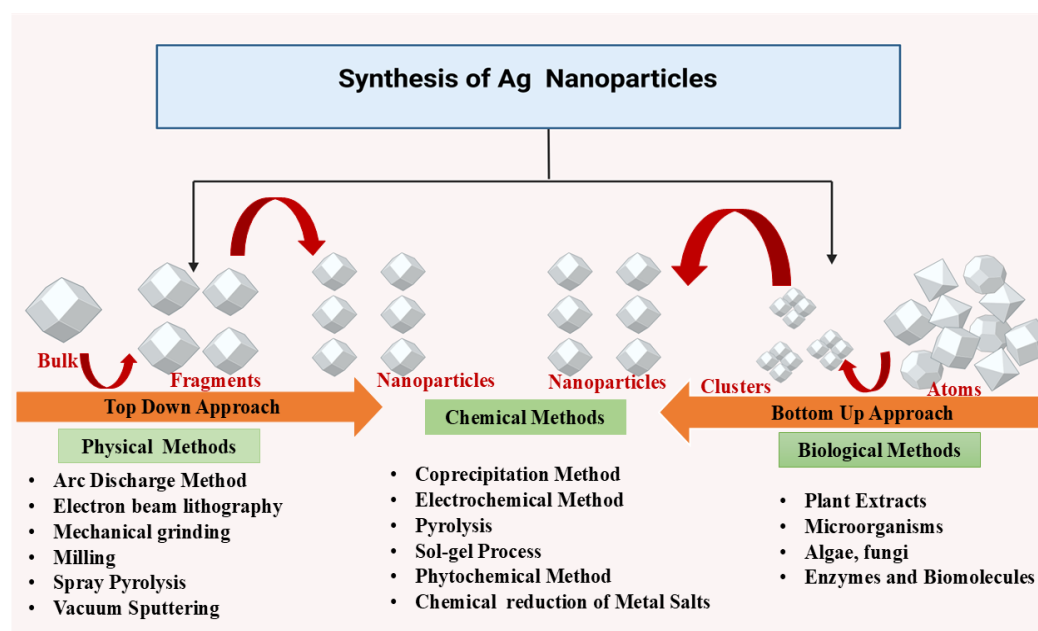 Synthesis of Ag Nanoparticles
Bulk
Fragments
Nanoparticles
Nanoparticles
Clusters
Atoms
Top Down Approach
Bottom Up Approach
Physical Methods
• Arc Discharge Method
• Electron beam lithography
• Mechanical grinding
• Milling
• Spray Pyrolysis
• Vacuum Sputtering
Chemical Methods
• Coprecipitation Method
• Electrochemical Method
• Pyrolysis
• Sol-gel Process
• Phytochemical Method
• Chemical reduction of Metal Salts
Biological Methods
• Plant Extracts
• Microorganisms
• Algae, fungi
• Enzymes and Biomolecules